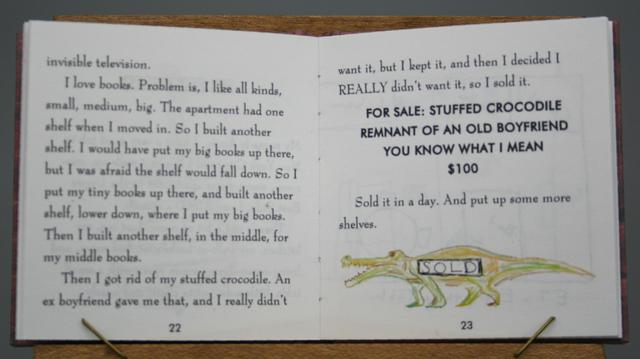 invisible television.
I love books. Problem is, I like all kinds,
small, medium, big. The apartment had one
shelf when I moved in. So I built another
shelf. I would have put my big books up there,
but I was afraid the shelf would fall down. So I
put my tiny books up there, and built another
shelf, lower down, where I put my big books.
Then I built another shelf, in the middle, for
my middle books.
Then I got rid of my stuffed crocodile. An
ex boyfriend gave me that, and I really didn't
22
want it, but I kept it, and then I decided I
REALLY didn't want it, so I sold it.
FOR SALE: STUFFED CROCODILE
REMNANT OF AN OLD BOYFRIEND
YOU KNOW WHAT I MEAN
$100
Sold it in a day. And put up some more
shelves.
SOLD
23